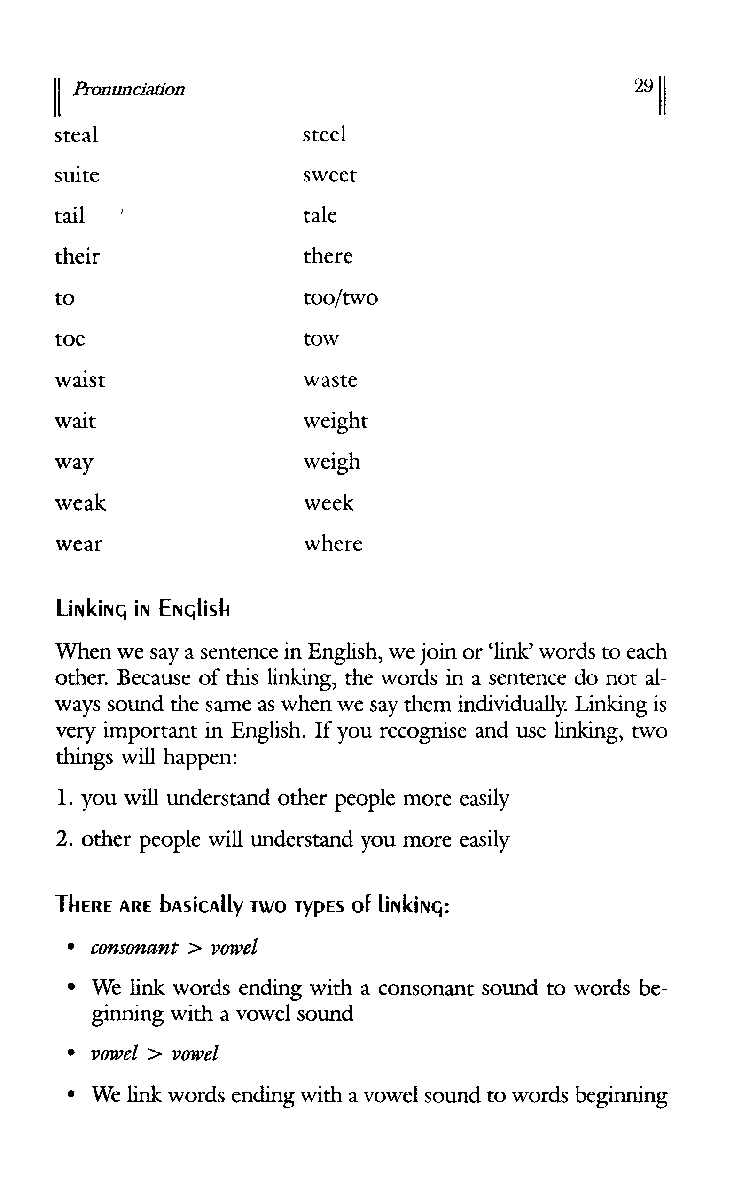 Pronunciation 29
steal steel
suite sweet
tail tale
their there
to too/two
toe tow
waist waste
wait weight
way weigh
weak week
wear where
Linking in English
When we say a sentence in English, we join or ‘link’ words to each
other. Because of this linking, the words in a sentence do not al-
ways sound the same as when we say them individually. Linking is
very important in English. If you recognise and use linking, two
things will happen:
1. you will understand other people more easily
2. other people will understand you more easily
There are basically two types of linking:
• consonant > vowel
• We link words ending with a consonant sound to words be-
ginning with a vowel sound
• vowel > vowel
• We link words ending with a vowel sound to words beginning